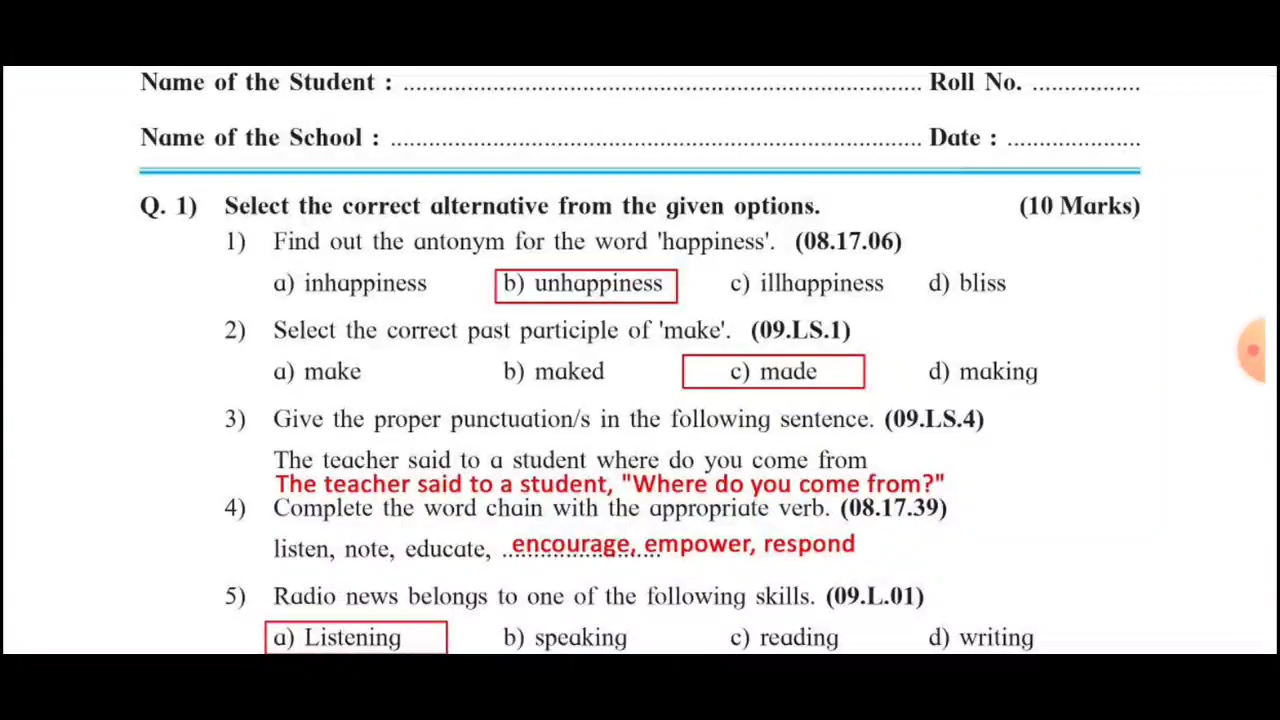 Name of the Student : ................................................................................ Roll No. .................
Name of the School : .................................................................................. Date : .....................
Q. 1) Select the correct alternative from the given options. (10 Marks)
1) Find out the antonym for the word 'happiness'. (08.17.06)
a) inhappiness b) unhappiness c) illhappiness d) bliss
2) Select the correct past participle of 'make'. (09.LS.1)
a) make b) maked c) made d) making
3) Give the proper punctuation/s in the following sentence. (09.LS.4)
The teacher said to a student where do you come from
The teacher said to a student, "Where do you come from?"
4) Complete the word chain with the appropriate verb. (08.17.39)
listen, note, educate, ......................... encourage, empower, respond
5) Radio news belongs to one of the following skills. (09.L.01)
a) Listening b) speaking c) reading d) writing